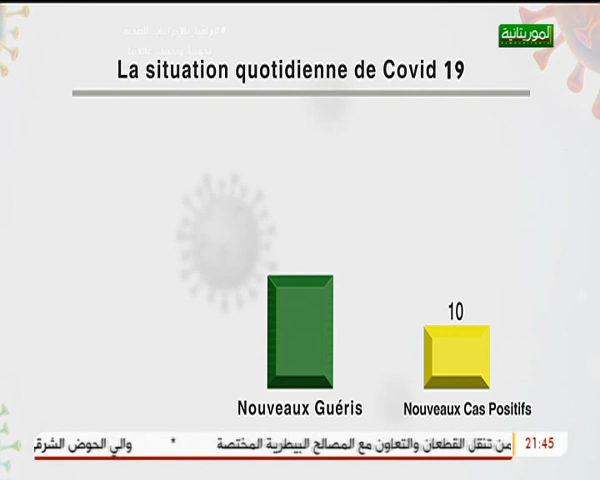 الموريتانية
La situation quotidienne de Covid 19
10
Nouveaux Guéris
Nouveaux Cas Positifs
من تنقل القطعان والتعاون مع المصالح البيطرية المختصة * والي الحوض الشرقي
21:45